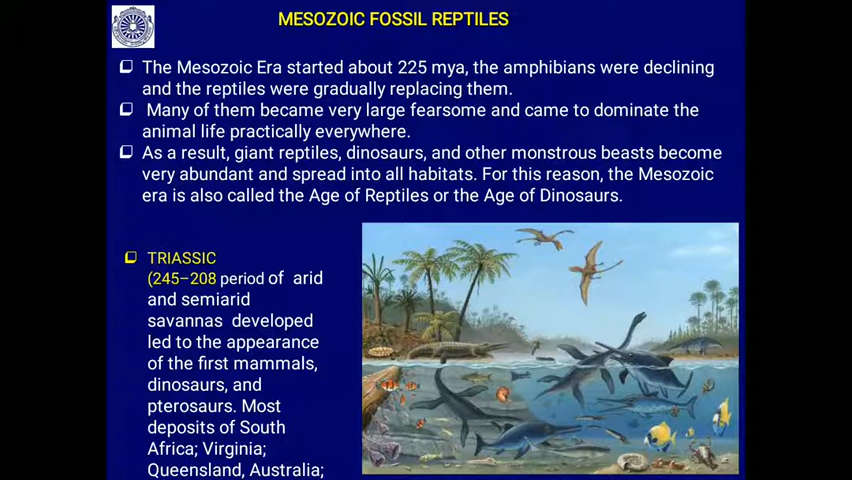 MESOZOIC FOSSIL REPTILES
The Mesozoic Era started about 225 mya, the amphibians were declining
and the reptiles were gradually replacing them.
Many of them became very large fearsome and came to dominate the
animal life practically everywhere.
As a result, giant reptiles, dinosaurs, and other monstrous beasts become
very abundant and spread into all habitats. For this reason, the Mesozoic
era is also called the Age of Reptiles or the Age of Dinosaurs.
TRIASSIC
(245–208 period of arid
and semiarid
savannas developed
led to the appearance
of the first mammals,
dinosaurs, and
pterosaurs. Most
deposits of South
Africa; Virginia;
Queensland, Australia;